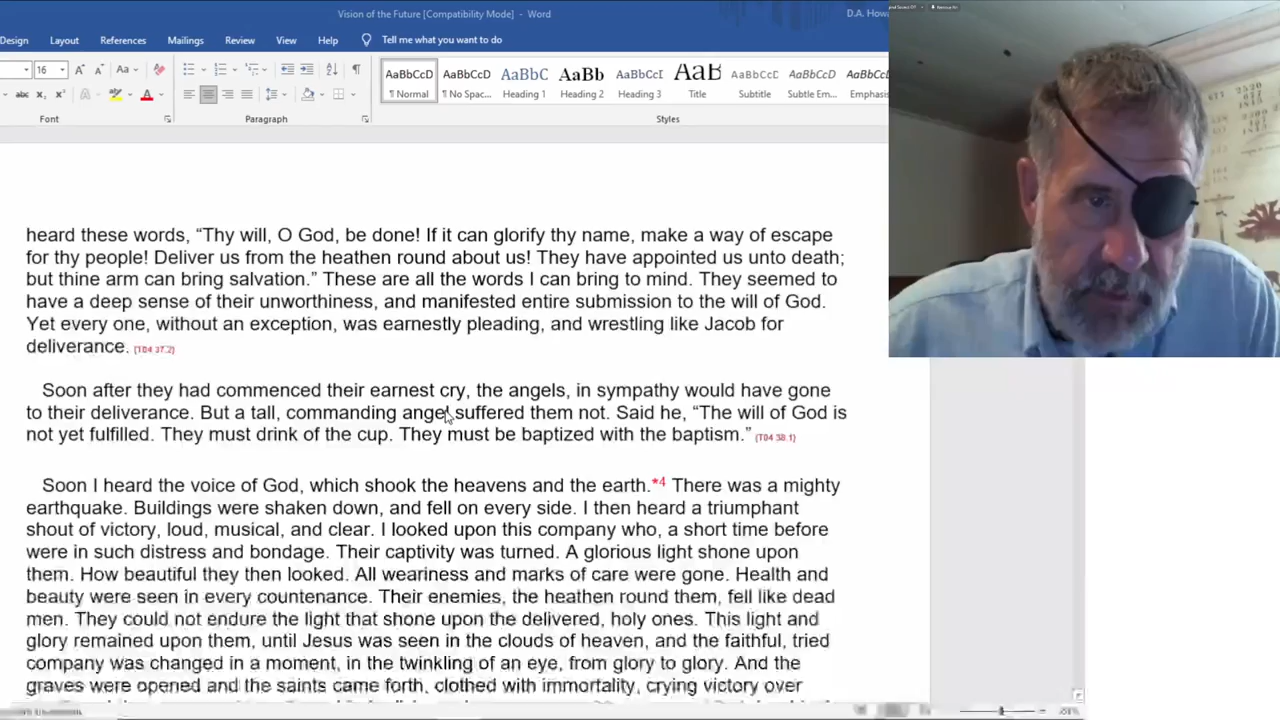 Vision of the Future [Compatibility Mode] - Word
D.A. How
Design Layout References Mailings Review View Help Tell me what you want to do
16 Aa
AaBbCcD AaBbCcD AaBbC AaBb AaBbCcI AaB AaBbCcD AaBbCcD AaBbCcD
¶ Normal ¶ No Spac... Heading 1 Heading 2 Heading 3 Title Subtitle Subtle Em... Emphasis
Font Paragraph Styles
heard these words, “Thy will, O God, be done! If it can glorify thy name, make a way of escape
for thy people! Deliver us from the heathen round about us! They have appointed us unto death;
but thine arm can bring salvation.” These are all the words I can bring to mind. They seemed to
have a deep sense of their unworthiness, and manifested entire submission to the will of God.
Yet every one, without an exception, was earnestly pleading, and wrestling like Jacob for
deliverance. {T04 37.2}
Soon after they had commenced their earnest cry, the angels, in sympathy would have gone
to their deliverance. But a tall, commanding angel suffered them not. Said he, “The will of God is
not yet fulfilled. They must drink of the cup. They must be baptized with the baptism.” {T04 38.1}
Soon I heard the voice of God, which shook the heavens and the earth.*4 There was a mighty
earthquake. Buildings were shaken down, and fell on every side. I then heard a triumphant
shout of victory, loud, musical, and clear. I looked upon this company who, a short time before
were in such distress and bondage. Their captivity was turned. A glorious light shone upon
them. How beautiful they then looked. All weariness and marks of care were gone. Health and
beauty were seen in every countenance. Their enemies, the heathen round them, fell like dead
men. They could not endure the light that shone upon the delivered, holy ones. This light and
glory remained upon them, until Jesus was seen in the clouds of heaven, and the faithful, tried
company was changed in a moment, in the twinkling of an eye, from glory to glory. And the
graves were opened and the saints came forth, clothed with immortality, crying victory over
677 2520
1843